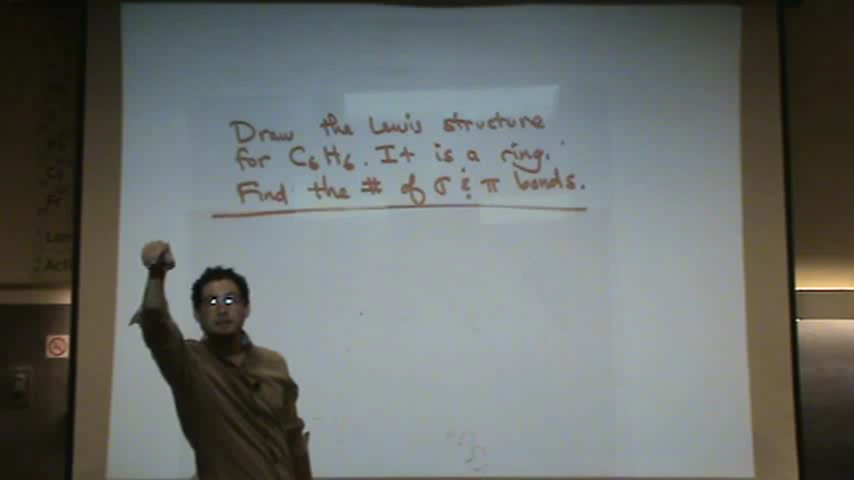 Draw the Lewis structure
for C₆H₆. It is a ring.
Find the # of σ & π bonds.